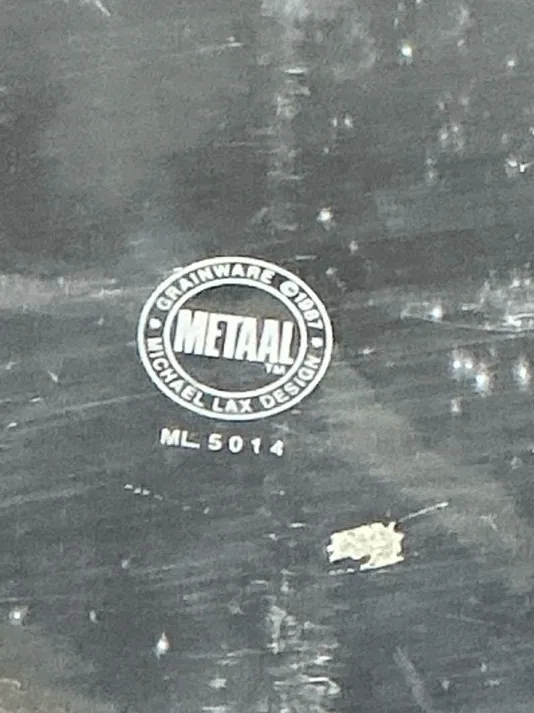 GRAINWARE ©1987
METAAL
TM
MICHAEL LAX DESIGN
ML 5014